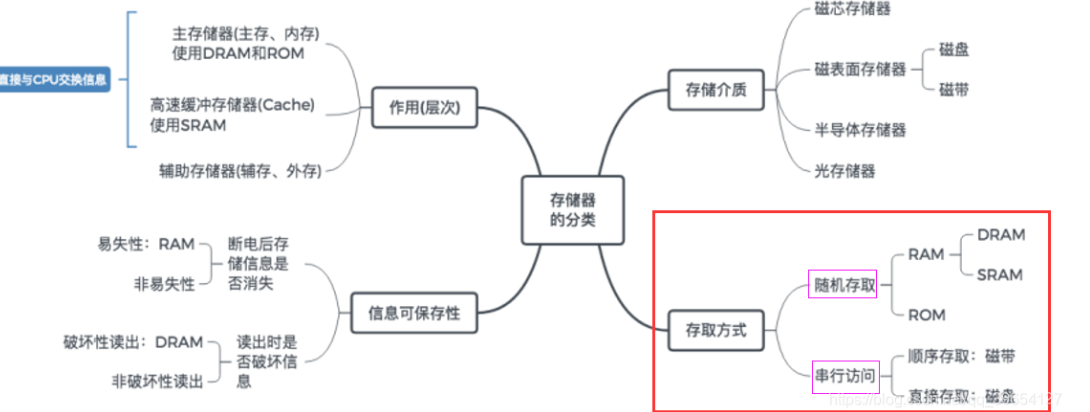 主存储器(主存、内存)
使用DRAM和ROM
直接与CPU交换信息
高速缓冲存储器(Cache)
使用SRAM
辅助存储器(辅存、外存)
作用(层次)
易失性：RAM
非易失性
断电后存
储信息是
否消失
破坏性读出：DRAM
非破坏性读出
读出时是
否破坏信
息
信息可保存性
存储器
的分类
存储介质
磁芯存储器
磁表面存储器
磁盘
磁带
半导体存储器
光存储器
存取方式
随机存取
RAM
DRAM
SRAM
ROM
串行访问
顺序存取：磁带
直接存取：磁盘